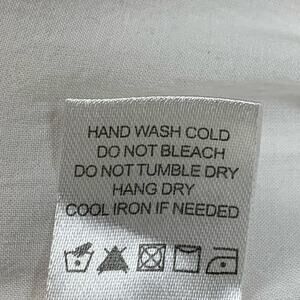 HAND WASH COLD
DO NOT BLEACH
DO NOT TUMBLE DRY
HANG DRY
COOL IRON IF NEEDED